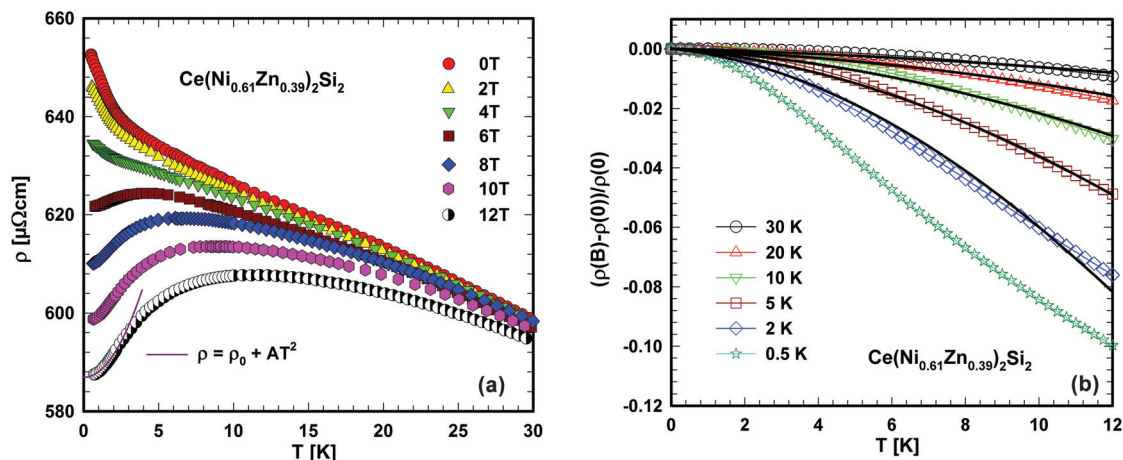 660
640
620
600
580
ρ [μΩcm]
Ce(Ni0.61Zn0.39)2Si2
0T
2T
4T
6T
8T
10T
12T
ρ = ρ0 + AT2
(a)
0 5 10 15 20 25 30
T [K]
0.00
-0.02
-0.04
-0.06
-0.08
-0.10
-0.12
(ρ(B)-ρ(0))/ρ(0)
30 K
20 K
10 K
5 K
2 K
0.5 K
Ce(Ni0.61Zn0.39)2Si2
(b)
0 2 4 6 8 10 12
T [K]